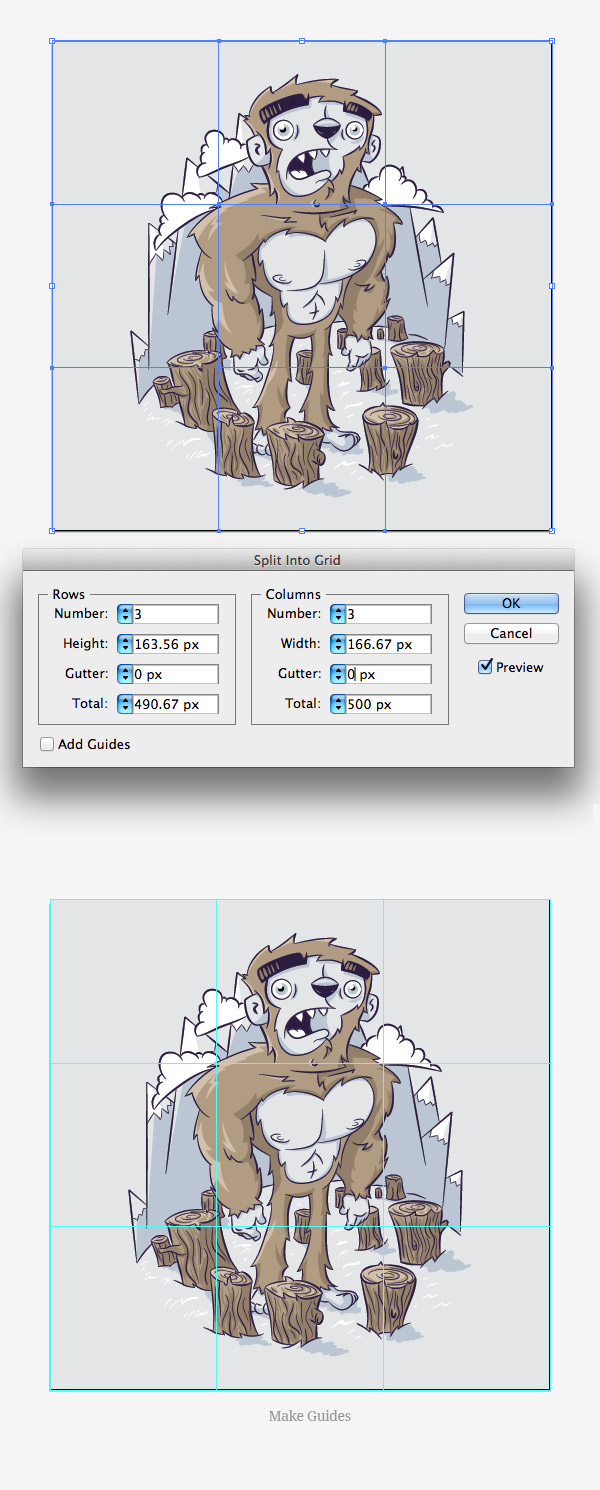 Split Into Grid
Rows
Columns
Number: 3
Number: 3
OK
Height: 163.56 px
Width: 166.67 px
Cancel
Gutter: 0 px
Gutter: 0 px
Preview
Total: 490.67 px
Total: 500 px
Add Guides
Make Guides